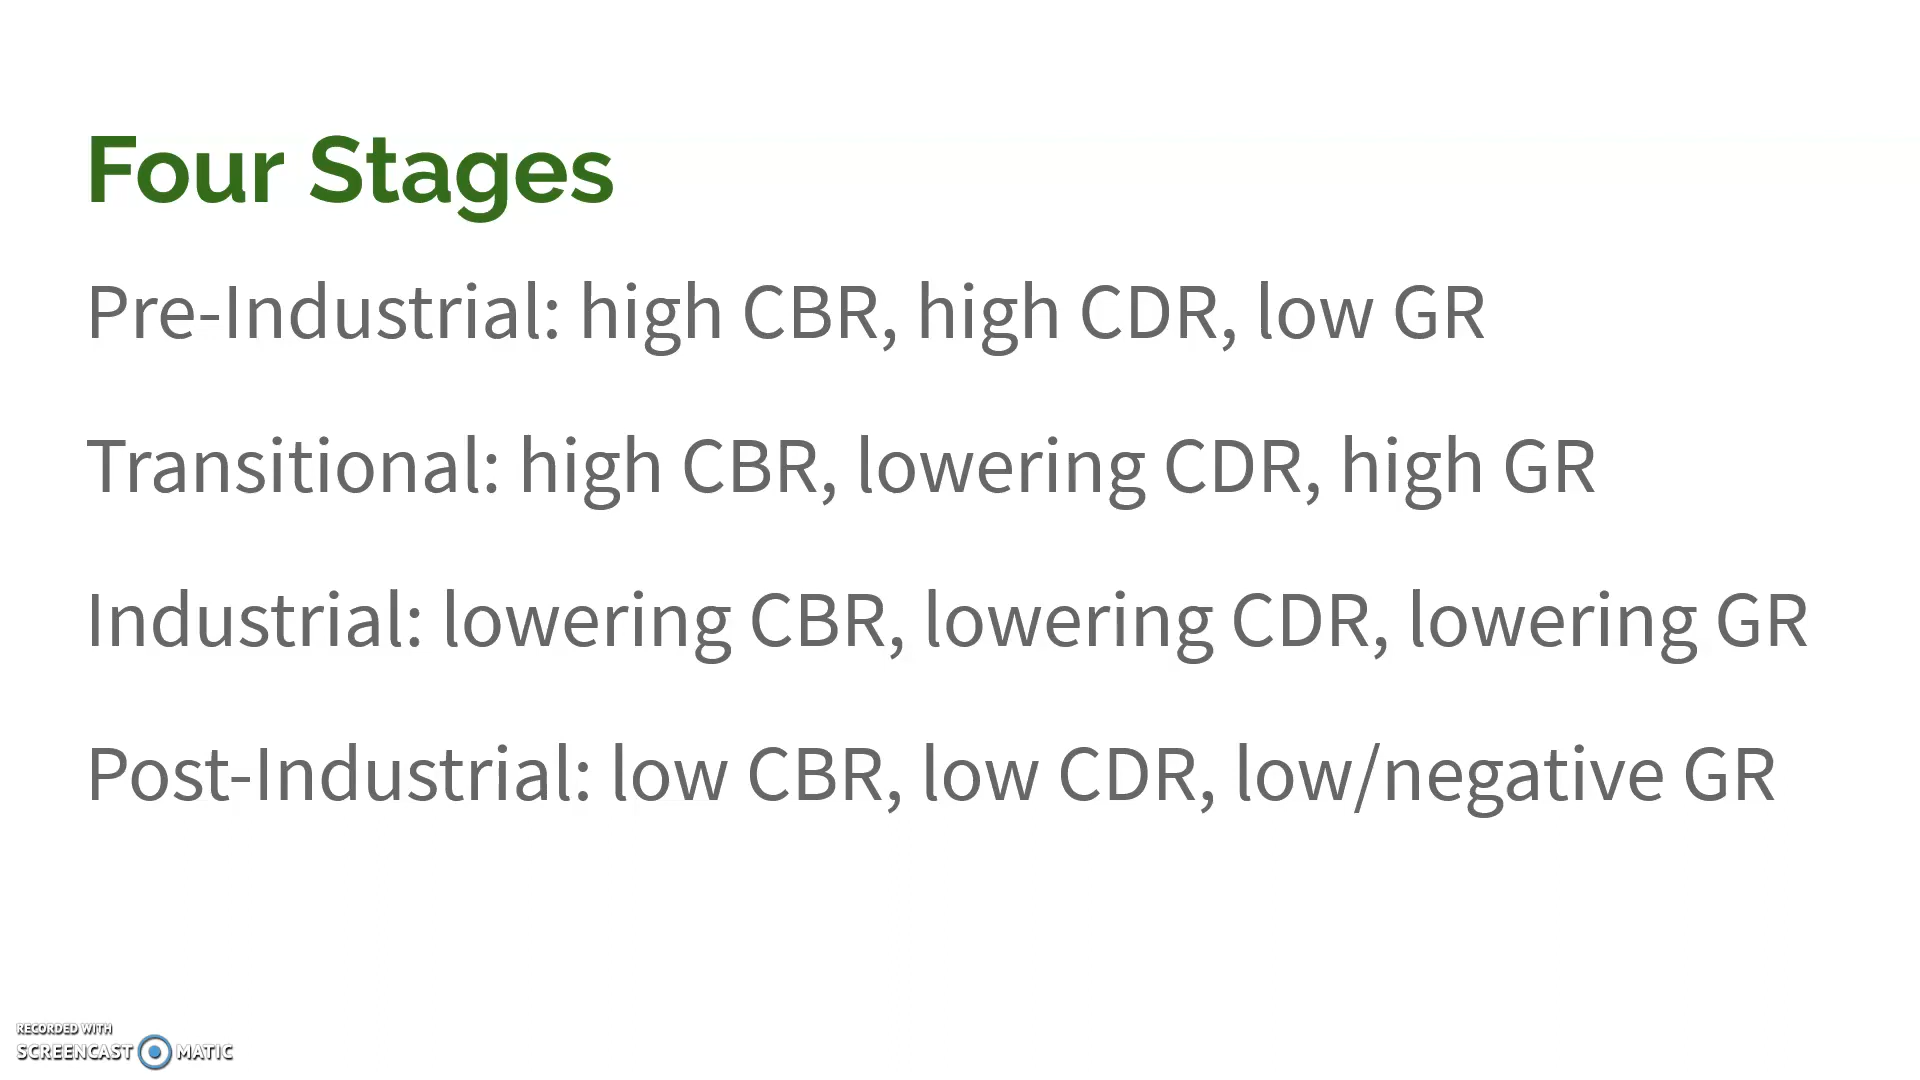 Four Stages
Pre-Industrial: high CBR, high CDR, low GR
Transitional: high CBR, lowering CDR, high GR
Industrial: lowering CBR, lowering CDR, lowering GR
Post-Industrial: low CBR, low CDR, low/negative GR
RECORDED WITH
SCREENCAST MATIC